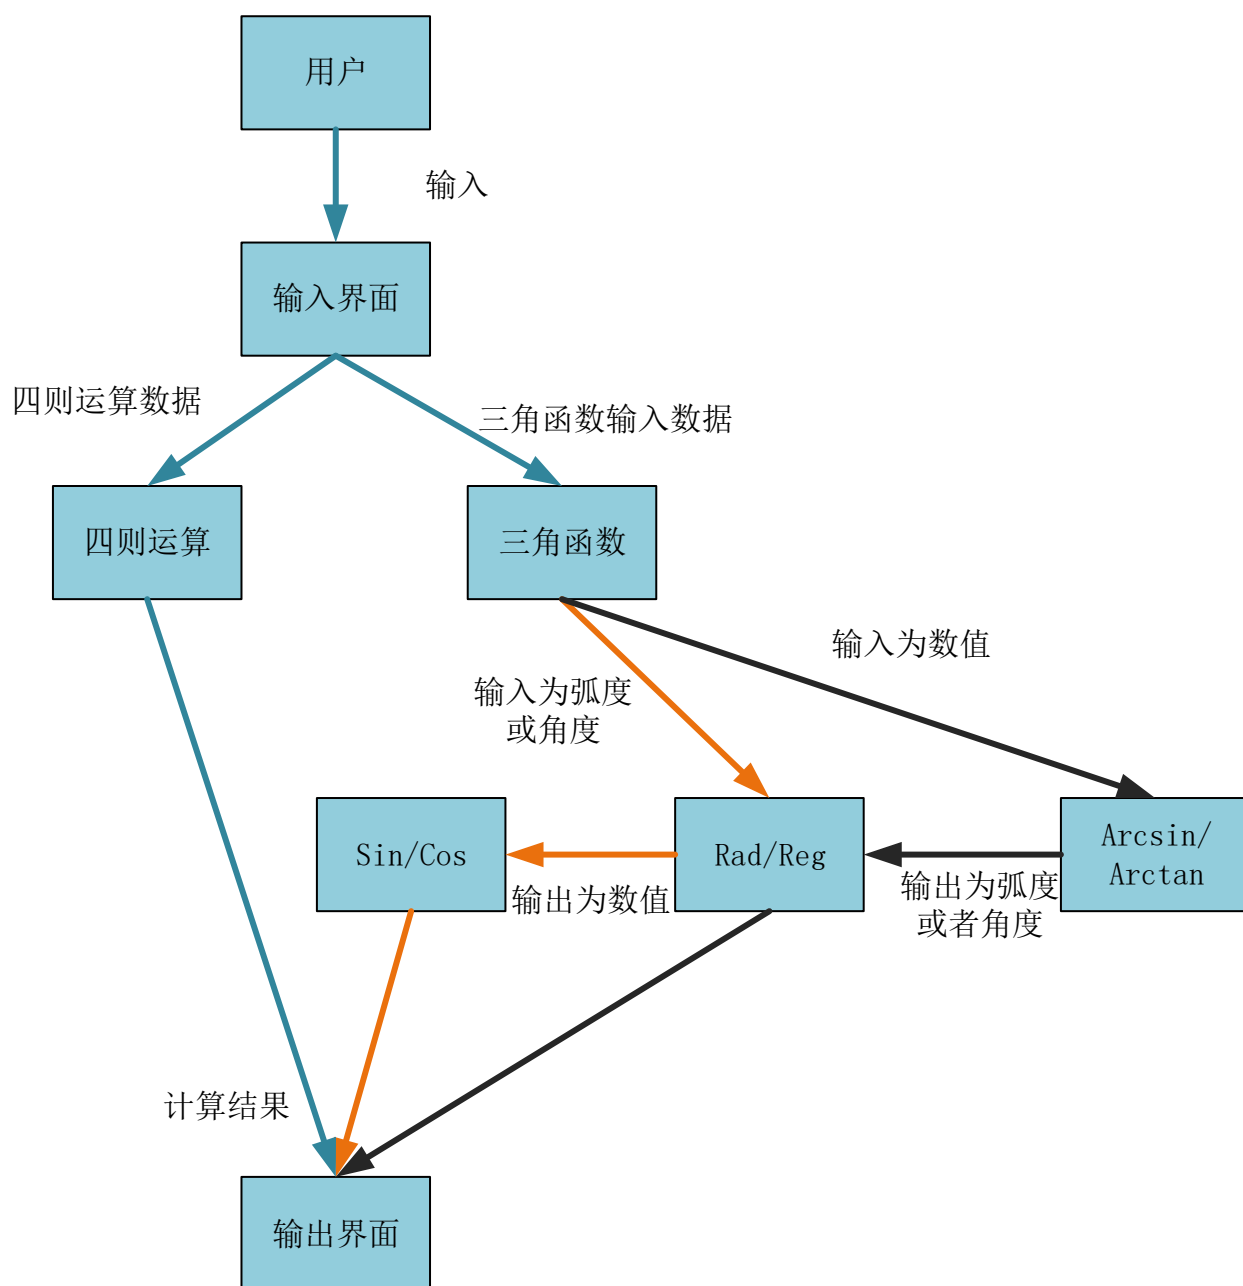 用户
输入
输入界面
四则运算数据
三角函数输入数据
四则运算
三角函数
输入为数值
输入为弧度
或角度
Sin/Cos
Rad/Reg
Arcsin/
Arctan
输出为数值
输出为弧度
或者角度
计算结果
输出界面